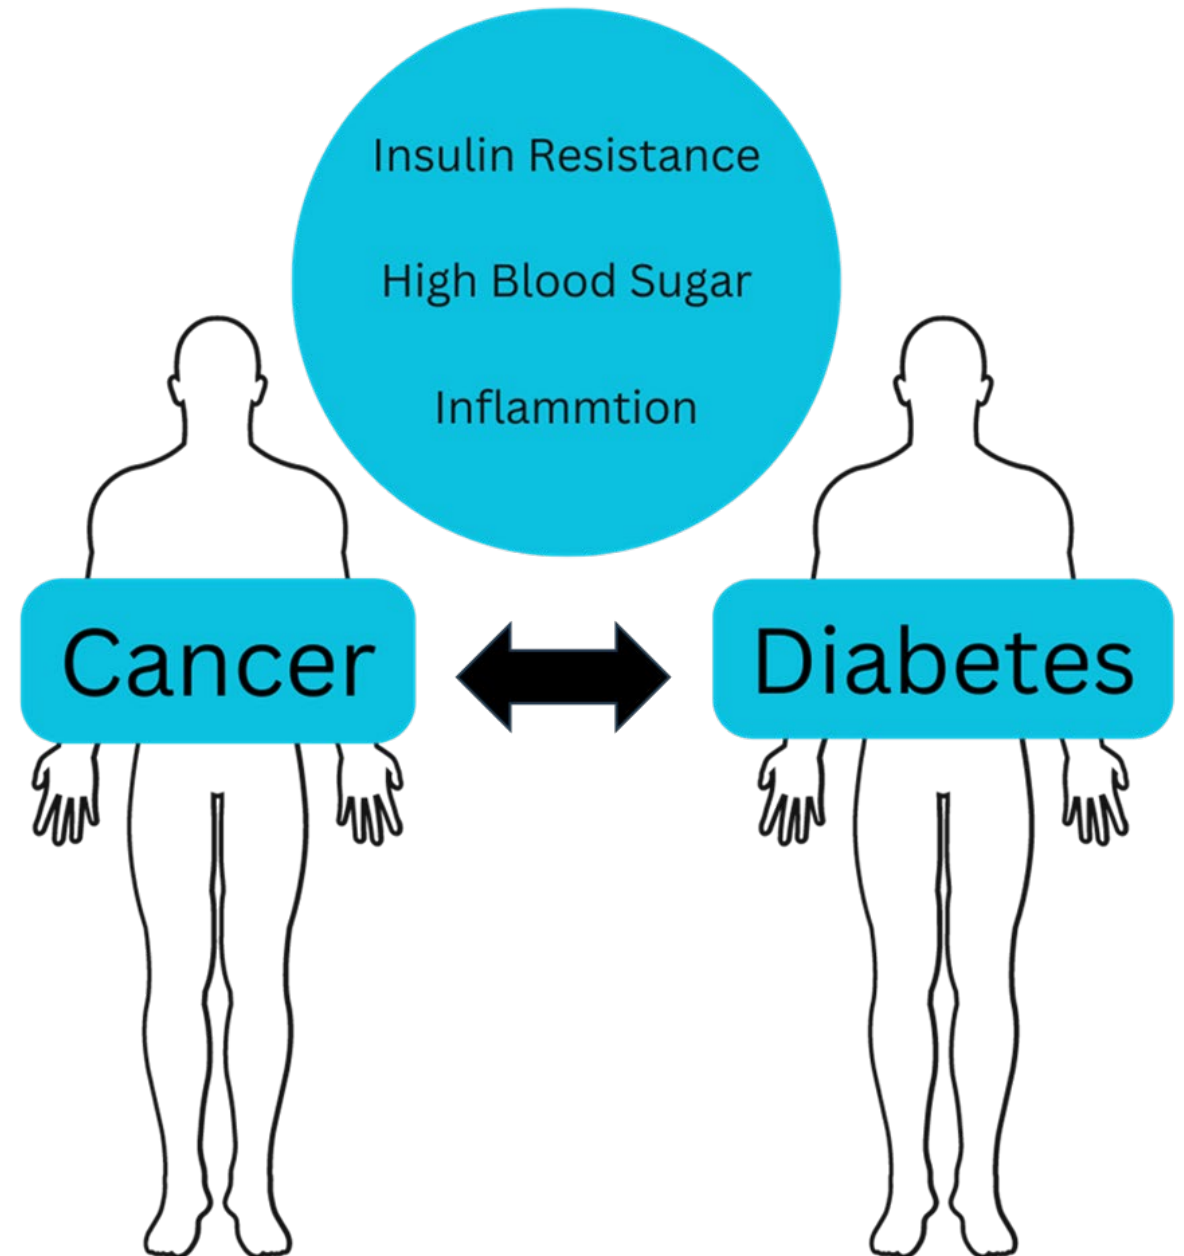 Insulin Resistance
High Blood Sugar
Inflammtion
Cancer
Diabetes